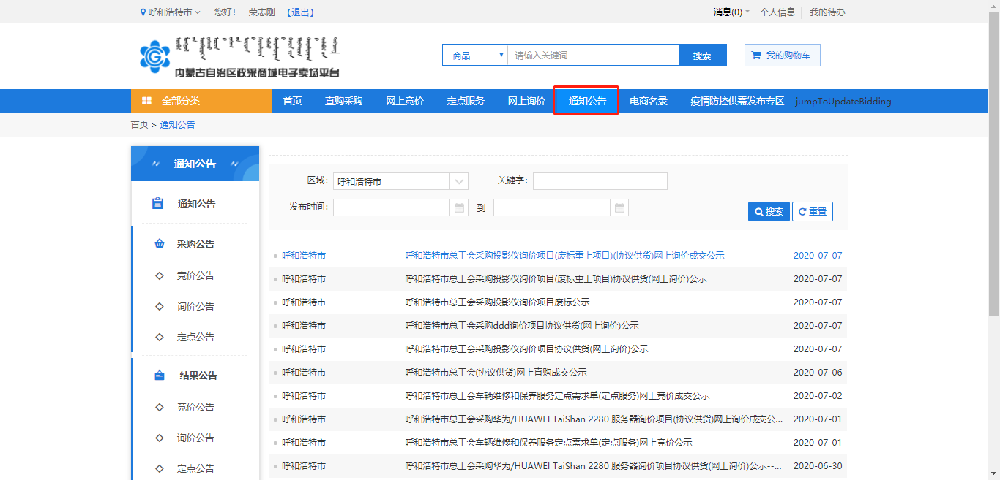 呼和浩特市 您好！ 荣志刚 【退出】 消息(0) 个人信息 我的待办
内蒙古自治区政采商城电子卖场平台
商品 请输入关键词 搜索 我的购物车
全部分类 首页 直购采购 网上竞价 定点服务 网上询价 通知公告 电商名录 疫情防控供需发布专区 jumpToUpdateBidding
首页 > 通知公告
通知公告
通知公告
采购公告
竞价公告
询价公告
定点公告
结果公告
竞价公告
询价公告
定点公告
区域: 呼和浩特市 关键字:
发布时间: 到
搜索 重置
呼和浩特市 呼和浩特市总工会采购投影仪询价项目(废标重上项目)(协议供货)网上询价成交公示 2020-07-07
呼和浩特市 呼和浩特市总工会采购投影仪询价项目(废标重上项目)协议供货(网上询价)公示 2020-07-07
呼和浩特市 呼和浩特市总工会采购投影仪询价项目废标公示 2020-07-07
呼和浩特市 呼和浩特市总工会采购ddd询价项目协议供货(网上询价)公示 2020-07-07
呼和浩特市 呼和浩特市总工会采购投影仪询价项目协议供货(网上询价)公示 2020-07-07
呼和浩特市 呼和浩特市总工会(协议供货)网上直购成交公示 2020-07-06
呼和浩特市 呼和浩特市总工会车辆维修和保养服务定点需求单(定点服务)网上竞价成交公示 2020-07-02
呼和浩特市 呼和浩特市总工会采购华为/HUAWEI TaiShan 2280 服务器询价项目(协议供货)网上询价成交公... 2020-07-01
呼和浩特市 呼和浩特市总工会车辆维修和保养服务定点需求单(定点服务)网上竞价公示 2020-07-01
呼和浩特市 呼和浩特市总工会采购华为/HUAWEI TaiShan 2280 服务器询价项目协议供货(网上询价)公示--... 2020-06-30